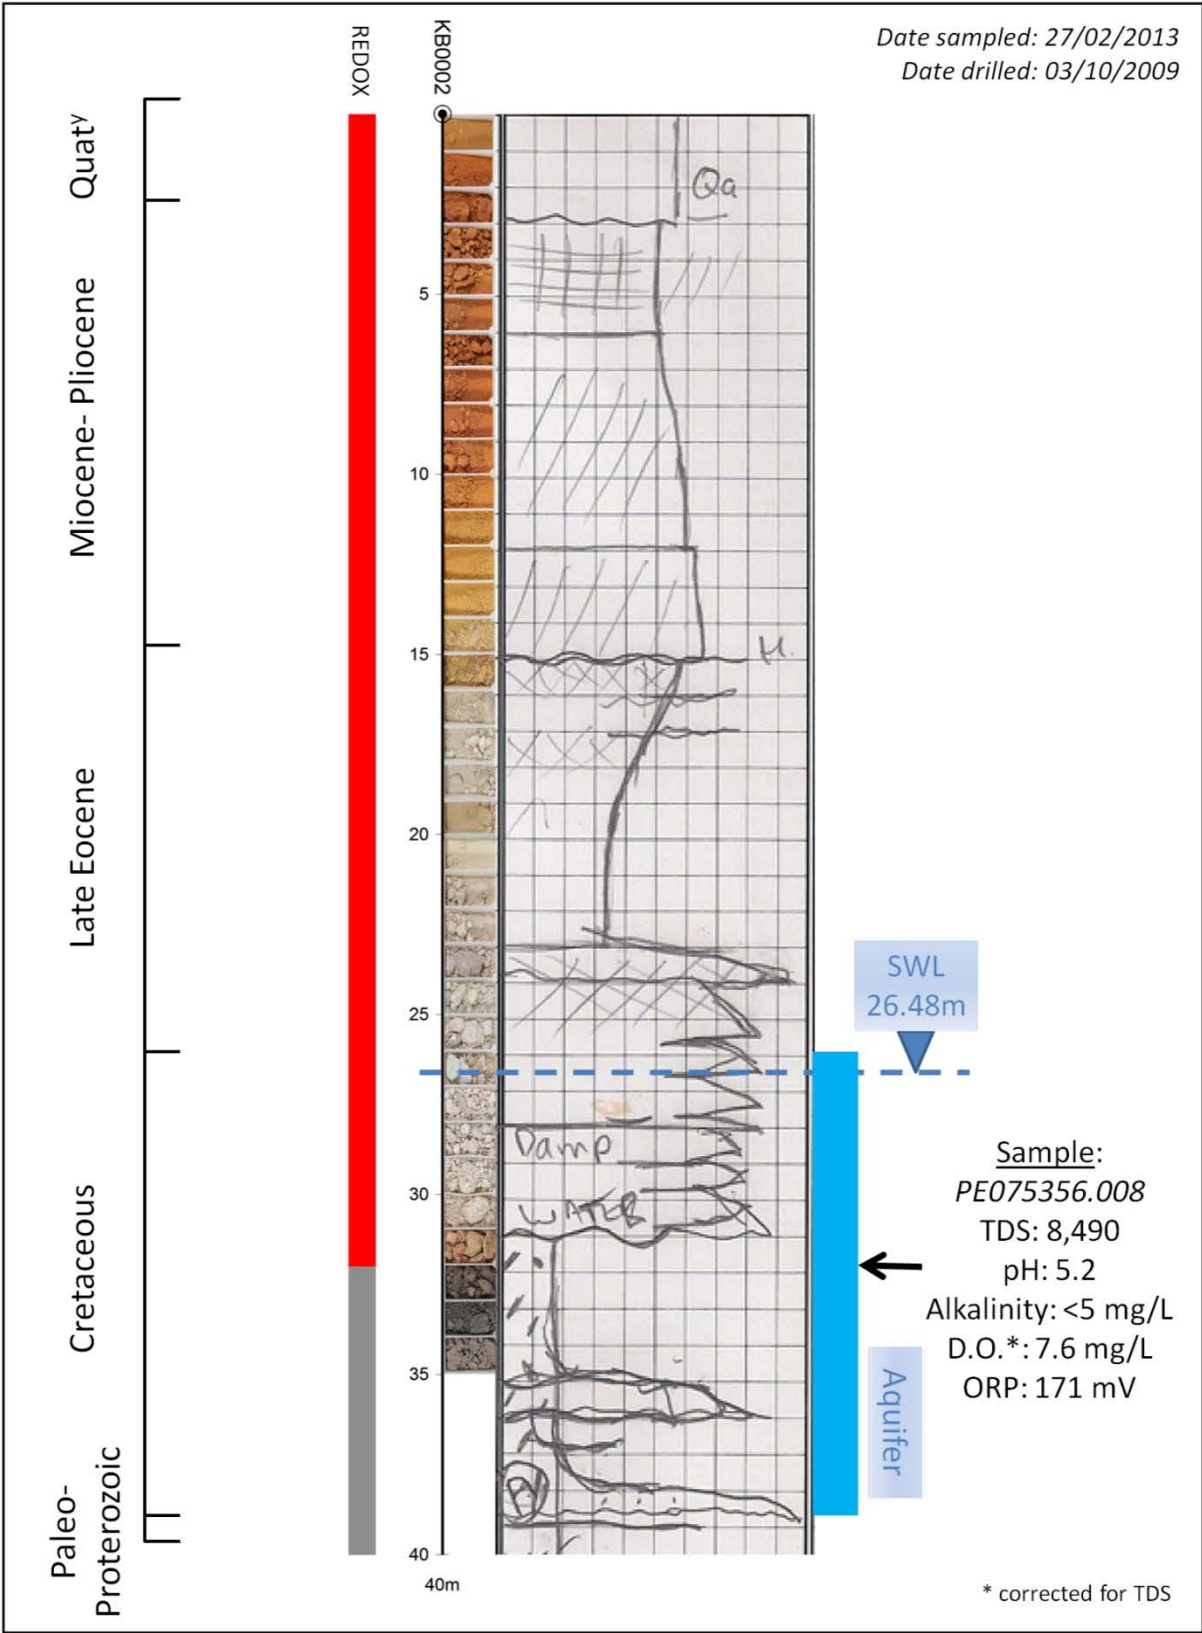 Date sampled: 27/02/2013
Date drilled: 03/10/2009
REDOX
KB0002
Quatʸ
Miocene- Pliocene
Late Eocene
Cretaceous
Paleo-
Proterozoic
Qa
5
10
H.
15
20
25
30
35
40
40m
Damp
WATER
SWL
26.48m
Sample:
PE075356.008
TDS: 8,490
pH: 5.2
Alkalinity: <5 mg/L
D.O.*: 7.6 mg/L
ORP: 171 mV
Aquifer
* corrected for TDS